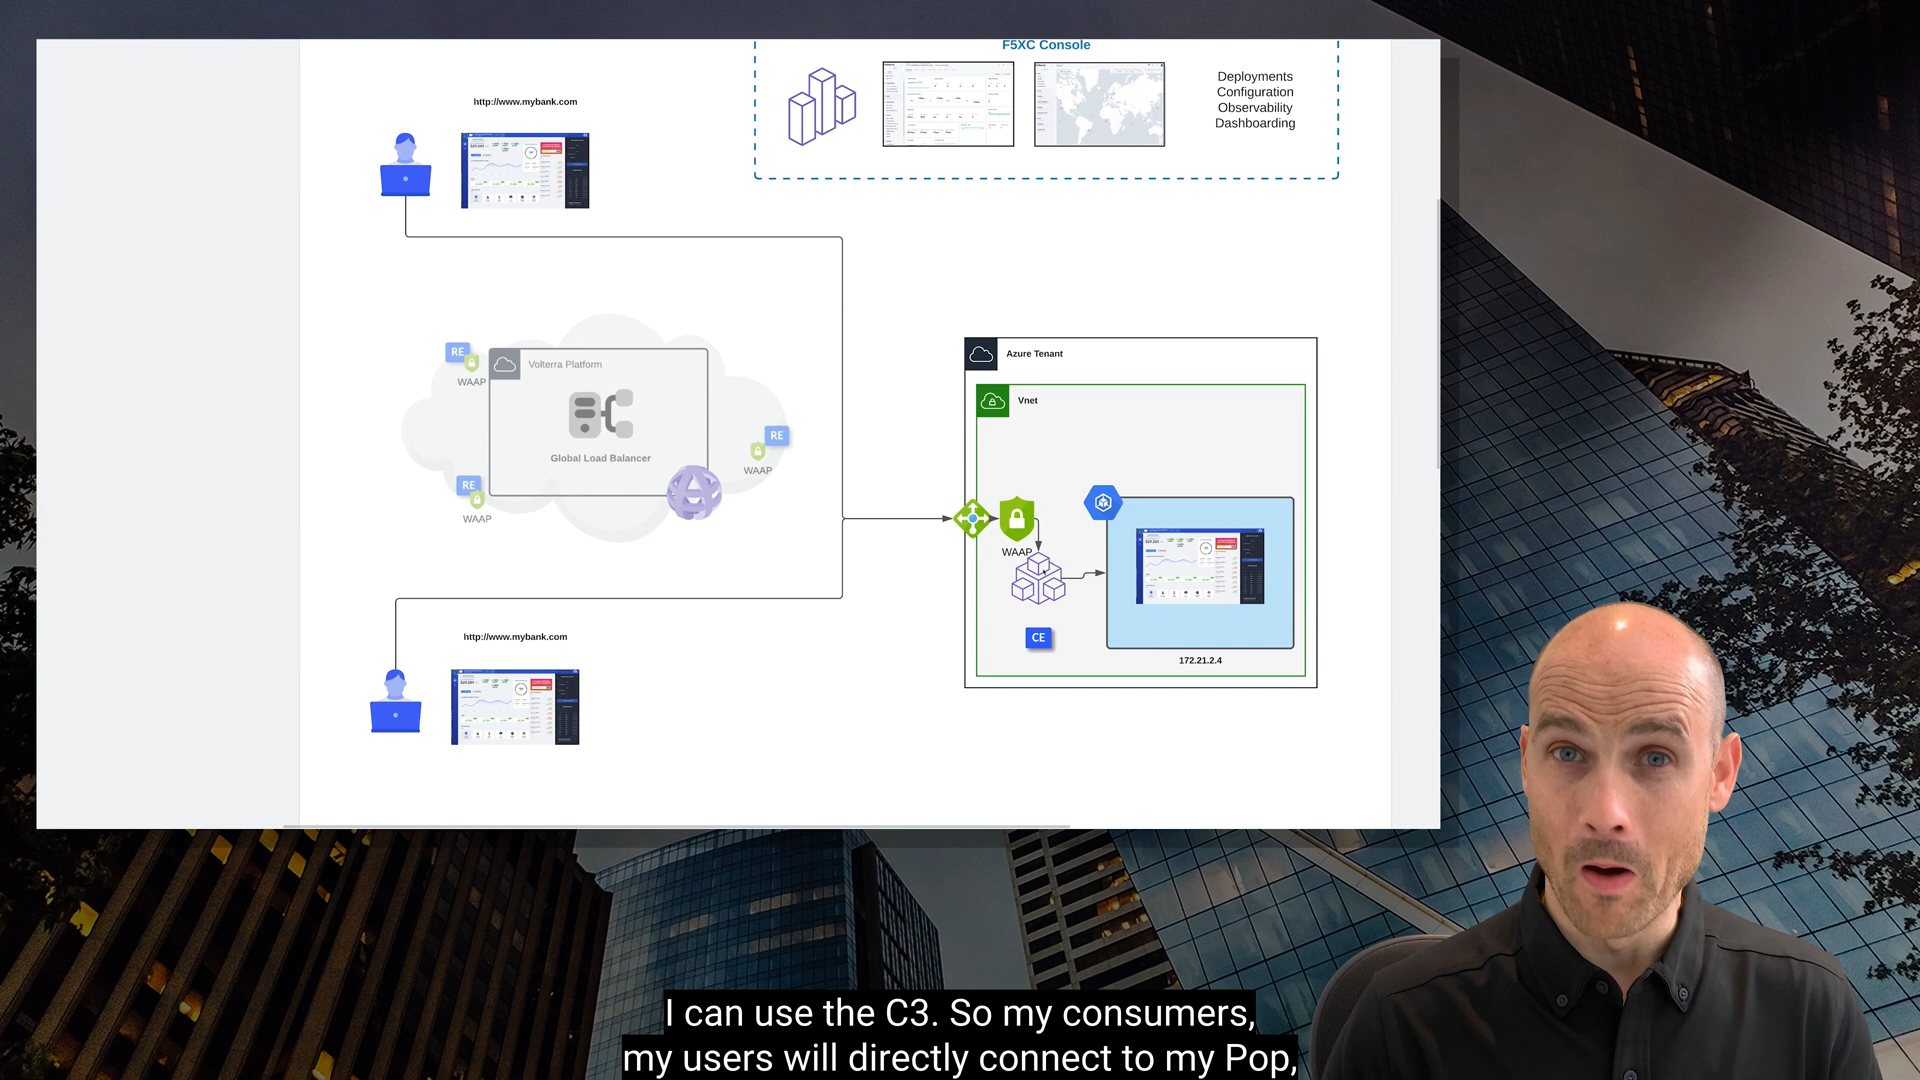 F5XC Console
Deployments
Configuration
Observability
Dashboarding
http://www.mybank.com
RE
WAAP
Volterra Platform
Global Load Balancer
RE
WAAP
RE
WAAP
Azure Tenant
Vnet
WAAP
CE
172.21.2.4
http://www.mybank.com
I can use the C3. So my consumers,
my users will directly connect to my Pop,